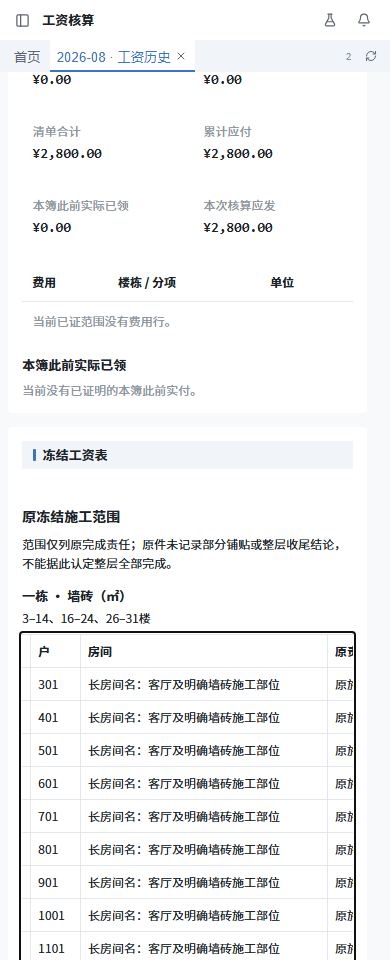 工资核算
首页 2026-08 · 工资历史 × 2
¥0.00 ¥0.00
清单合计 累计应付
¥2,800.00 ¥2,800.00
本簿此前实际已领 本次核算应发
¥0.00 ¥2,800.00
费用 楼栋 / 分项 单位
当前已证范围没有费用行。
本簿此前实际已领
当前没有已证明的本簿此前实付。
冻结工资表
原冻结施工范围
范围仅列原完成责任；原件未记录部分铺贴或整层收尾结论，
不能据此认定整层全部完成。
一栋 · 墙砖（㎡）
3–14、16–24、26–31楼
户 房间 原
301 长房间名：客厅及明确墙砖施工部位 原
401 长房间名：客厅及明确墙砖施工部位 原
501 长房间名：客厅及明确墙砖施工部位 原
601 长房间名：客厅及明确墙砖施工部位 原
701 长房间名：客厅及明确墙砖施工部位 原
801 长房间名：客厅及明确墙砖施工部位 原
901 长房间名：客厅及明确墙砖施工部位 原
1001 长房间名：客厅及明确墙砖施工部位 原
1101 长房间名：客厅及明确墙砖施工部位 原